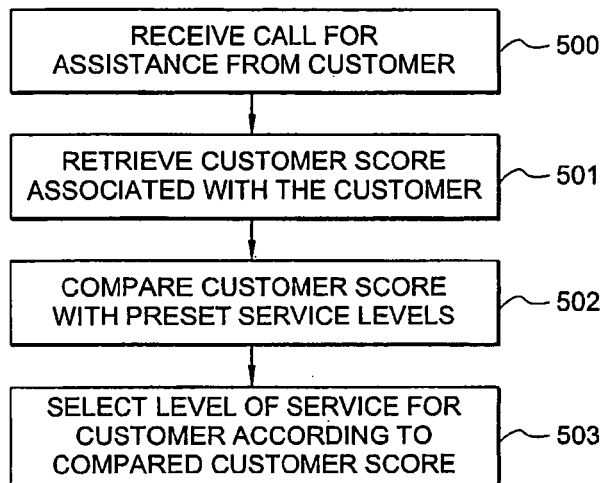 RECEIVE CALL FOR
ASSISTANCE FROM CUSTOMER
500
RETRIEVE CUSTOMER SCORE
ASSOCIATED WITH THE CUSTOMER
501
COMPARE CUSTOMER SCORE
WITH PRESET SERVICE LEVELS
502
SELECT LEVEL OF SERVICE FOR
CUSTOMER ACCORDING TO
COMPARED CUSTOMER SCORE
503